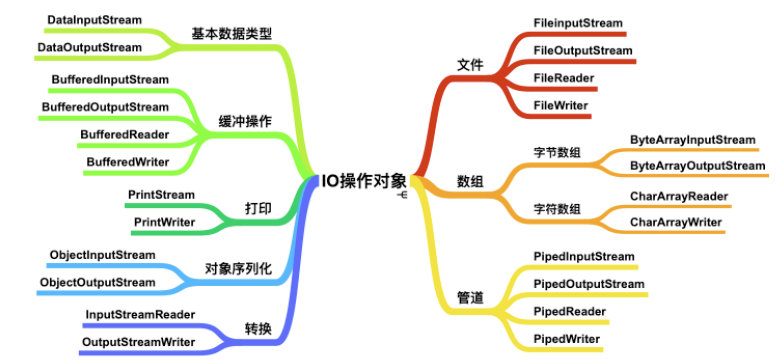 IO操作对象
基本数据类型
DataInputStream
DataOutputStream
缓冲操作
BufferedInputStream
BufferedOutputStream
BufferedReader
BufferedWriter
打印
PrintStream
PrintWriter
对象序列化
ObjectInputStream
ObjectOutputStream
转换
InputStreamReader
OutputStreamWriter
文件
FileinputStream
FileOutputStream
FileReader
FileWriter
数组
字节数组
ByteArrayInputStream
ByteArrayOutputStream
字符数组
CharArrayReader
CharArrayWriter
管道
PipedInputStream
PipedOutputStream
PipedReader
PipedWriter